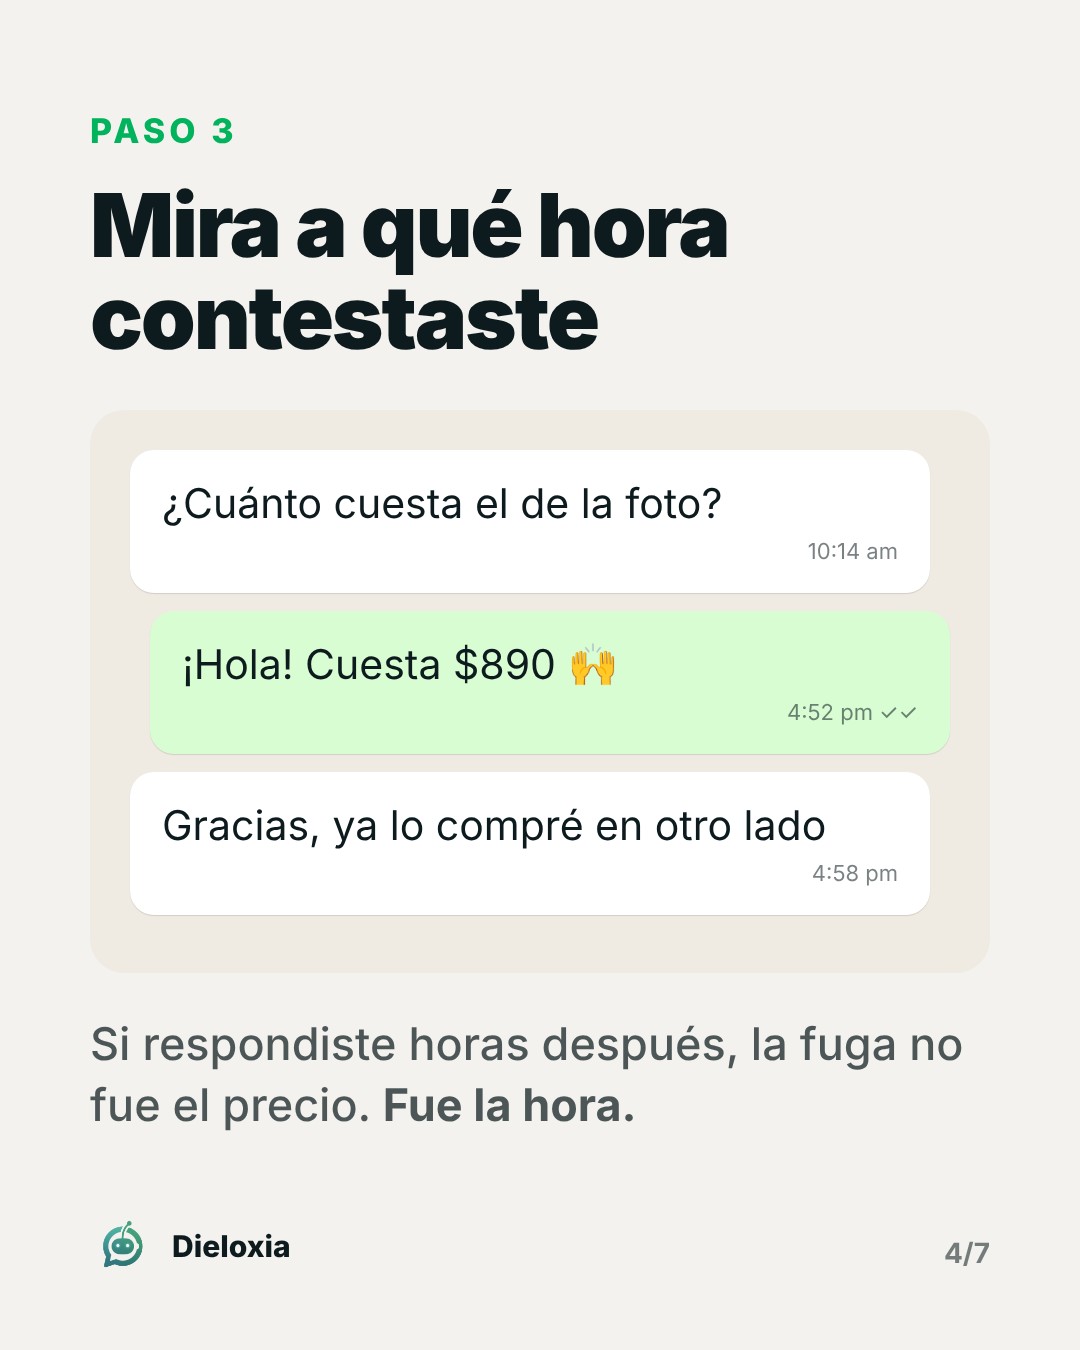 PASO 3
Mira a qué hora
contestaste
¿Cuánto cuesta el de la foto?
10:14 am
¡Hola! Cuesta $890 🙌
4:52 pm ✓✓
Gracias, ya lo compré en otro lado
4:58 pm
Si respondiste horas después, la fuga no
fue el precio. Fue la hora.
Dieloxia
4/7